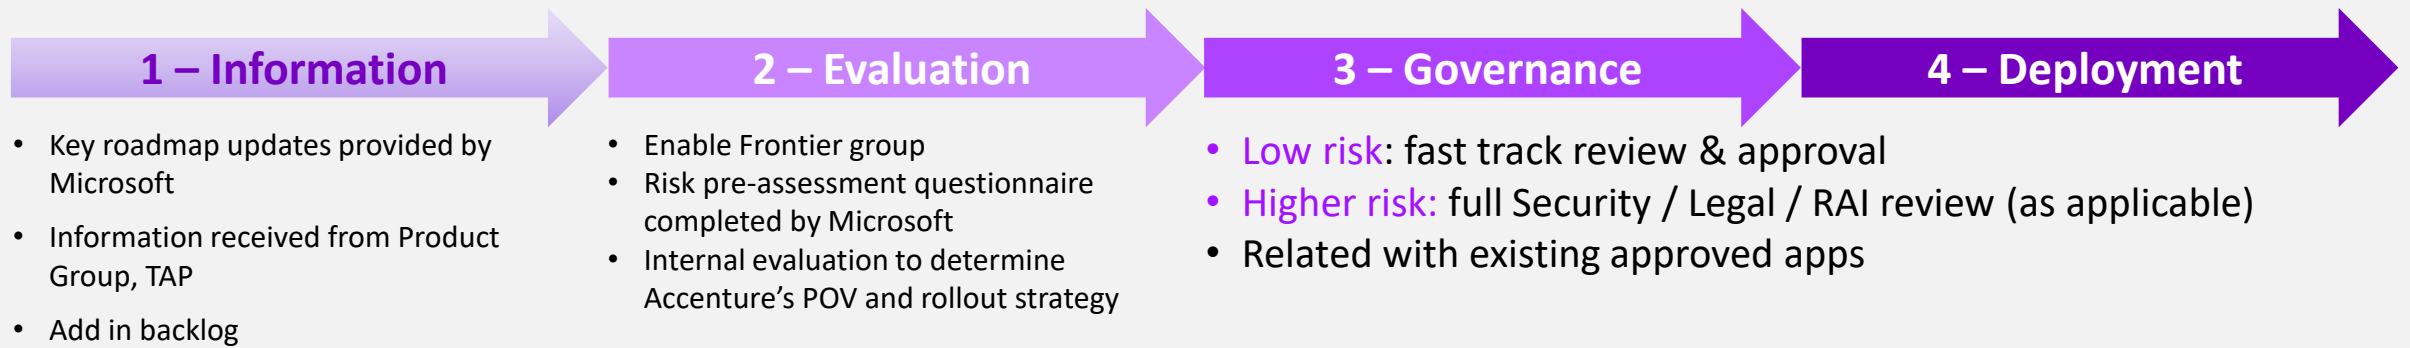 1 – Information
2 – Evaluation
3 – Governance
4 – Deployment
• Key roadmap updates provided by
Microsoft
• Information received from Product
Group, TAP
• Add in backlog
• Enable Frontier group
• Risk pre-assessment questionnaire
completed by Microsoft
• Internal evaluation to determine
Accenture’s POV and rollout strategy
• Low risk: fast track review & approval
• Higher risk: full Security / Legal / RAI review (as applicable)
• Related with existing approved apps